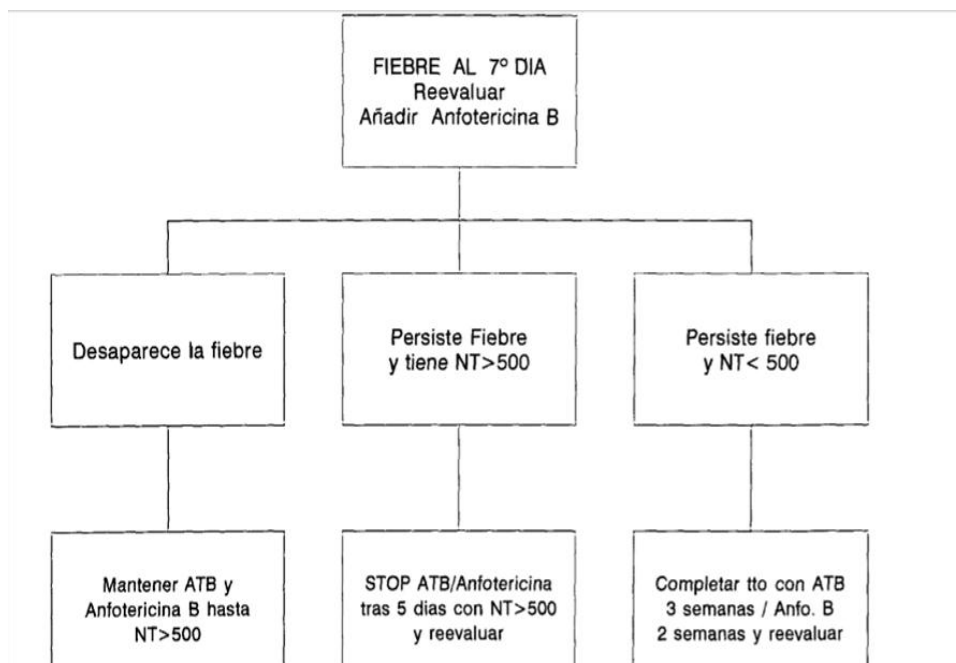 FIEBRE AL 7º DIA
Reevaluar
Añadir Anfotericina B
Desaparece la fiebre
Persiste Fiebre
y tiene NT>500
Persiste fiebre
y NT< 500
Mantener ATB y
Anfotericina B hasta
NT>500
STOP ATB/Anfotericina
tras 5 dias con NT>500
y reevaluar
Completar tto con ATB
3 semanas / Anfo. B
2 semanas y reevaluar